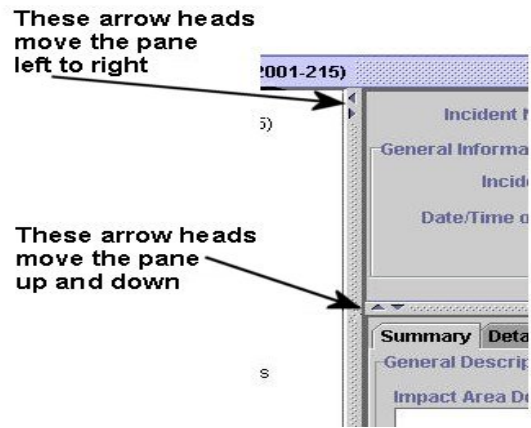 These arrow heads
move the pane
left to right
2001-215)
5)
Incident
General Informa
Incid
Date/Time o
These arrow heads
move the pane
up and down
Summary Deta
General Descrip
s
Impact Area D